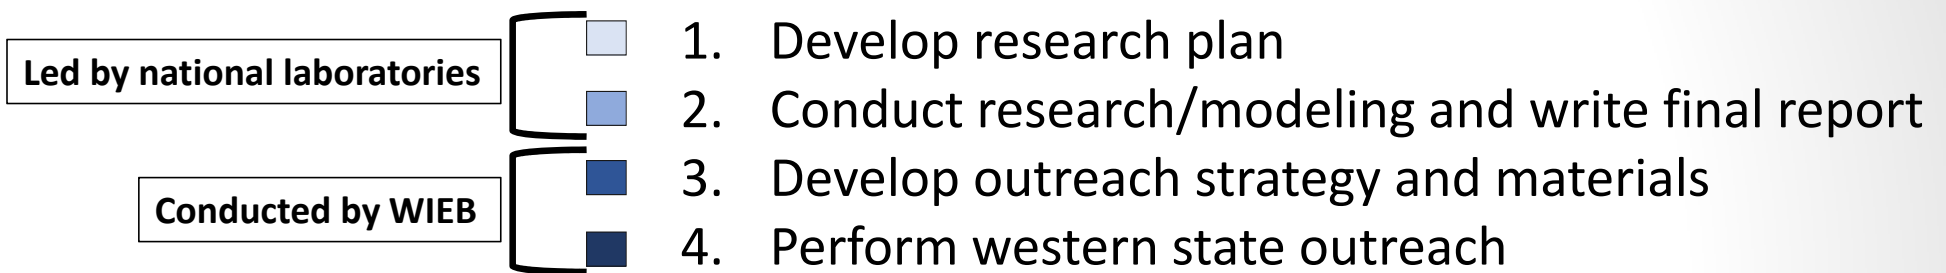 Led by national laboratories
1. Develop research plan
2. Conduct research/modeling and write final report
Conducted by WIEB
3. Develop outreach strategy and materials
4. Perform western state outreach